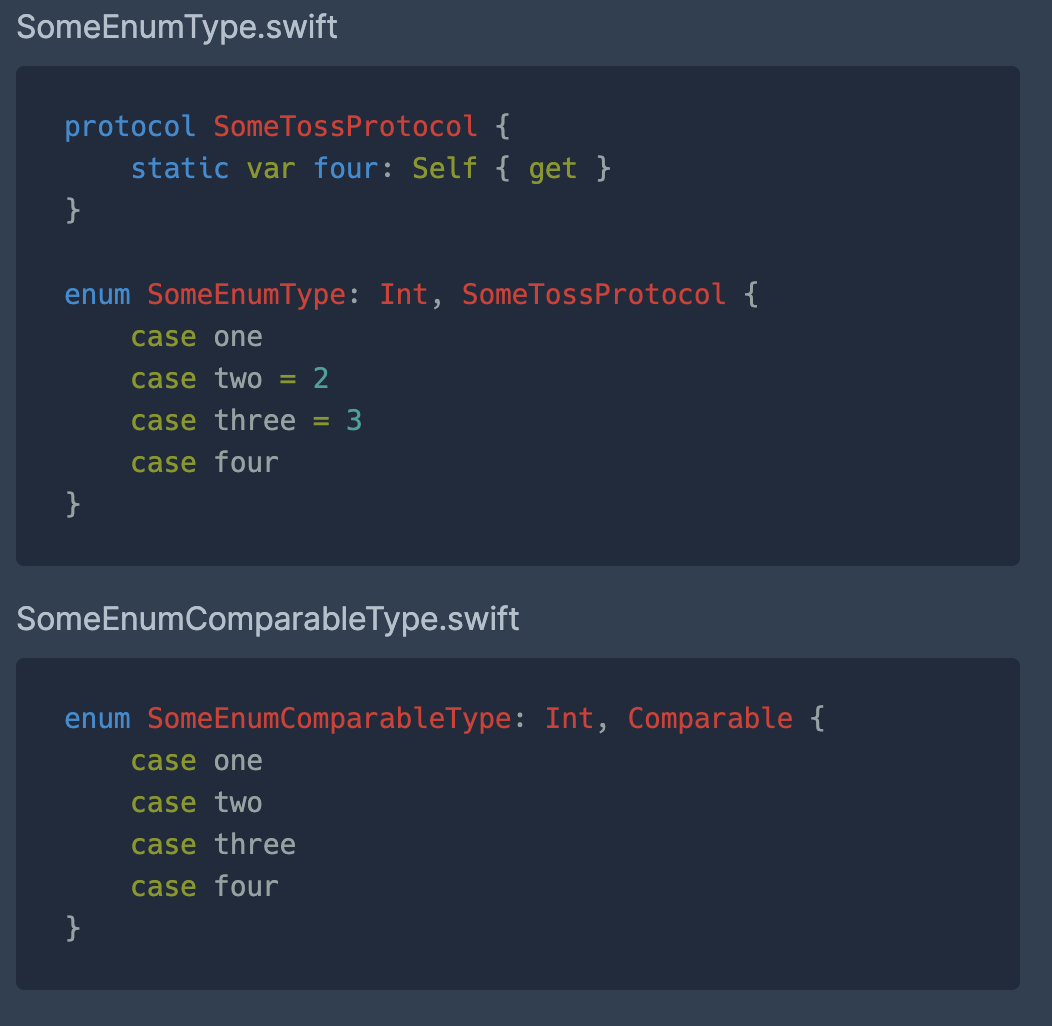 SomeEnumType.swift
protocol SomeTossProtocol {
    static var four: Self { get }
}
enum SomeEnumType: Int, SomeTossProtocol {
    case one
    case two = 2
    case three = 3
    case four
}
SomeEnumComparableType.swift
enum SomeEnumComparableType: Int, Comparable {
    case one
    case two
    case three
    case four
}